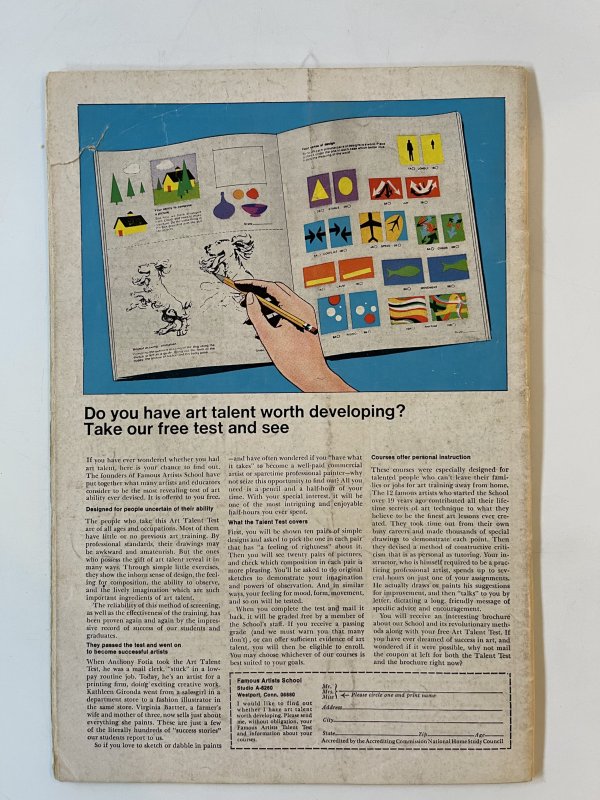 Do you have art talent worth developing?
Take our free test and see
If you have ever wondered whether you had
art talent, here is your chance to find out.
The founders of Famous Artists School have
put together what many artists and educators
consider to be the most revealing test of art
ability ever devised. It is offered to you free.
Designed for people uncertain of their ability
The people who take this Art Talent Test
are of all ages and occupations. Most of them
have little or no previous art training. By
professional standards, their drawings may
be awkward and amateurish. But the ones
who possess the gift of art talent reveal it in
many ways. Through simple little exercises,
they show the inborn sense of design, the feel-
ing for composition, the ability to observe,
and the lively imagination which are such
important ingredients of art talent.
The reliability of this method of screening,
as well as the effectiveness of the training, has
been proven again and again by the impres-
sive record of success of our students and
graduates.
They passed the test and went on
to become successful artists
When Anthony Fotia took the Art Talent
Test, he was a mail clerk, "stuck" in a low-
pay routine job. Today, he's an artist for a
printing firm, doing exciting creative work.
Kathleen Gironda went from a salesgirl in a
department store to a fashion illustrator in
the same store. Virginia Bartter, a farmer's
wife and mother of three, now sells just about
everything she paints. These are just a few
of the literally hundreds of "success stories"
our students report to us.
So if you love to sketch or dabble in paints
—and have often wondered if you "have what
it takes" to become a well-paid commercial
artist or sparetime professional painter—why
not seize this opportunity to find out? All you
need is a pencil and a half-hour of your
time. With your special interest, it will be
one of the most intriguing and enjoyable
half-hours you ever spent.
What the Talent Test covers
First, you will be shown ten pairs of simple
designs and asked to pick the one in each pair
that has "a feeling of rightness" about it.
Then you will see twenty pairs of pictures,
and check which composition in each pair is
more pleasing. You'll be asked to do original
sketches to demonstrate your imagination
and powers of observation. And in similar
ways, your feeling for mood, form, movement,
and so on will be tested.
When you complete the test and mail it
back, it will be graded free by a member of
the School's staff. If you receive a passing
grade (and we must warn you that many
don't), or can offer sufficient evidence of art
talent, you will then be eligible to enroll.
You may choose whichever of our courses is
best suited to your goals.
Courses offer personal instruction
These courses were especially designed for
talented people who can't leave their fami-
lies or jobs for art training away from home.
The 12 famous artists who started the School
over 19 years ago contributed all their life-
time secrets of art technique to what they
believe to be the finest art lessons ever cre-
ated. They took time out from their own
busy careers and made thousands of special
drawings to demonstrate each point. Then
they devised a method of constructive criti-
cism that is as personal as tutoring. Your in-
structor, who is himself required to be a prac-
ticing professional artist, spends up to sev-
eral hours on just one of your assignments.
He actually draws on points his suggestions
for improvement, and then "talks" to you by
letter, dictating a long, friendly message of
specific advice and encouragement.
You will receive an interesting brochure
about our School and its revolutionary meth-
ods along with your free Art Talent Test. If
you have ever dreamed of success in art, and
wondered if it were possible, why not mail
the coupon at left for both the Talent Test
and the brochure right now?
Famous Artists School
Studio A-6260
Westport, Conn. 06880
I would like to find out
whether I have art talent
worth developing. Please send
me, without obligation, your
Famous Artists Talent Test
and information about your
courses.
Mr.
Mrs.
Miss
Please circle one and print name
Address
City
State Zip Age
Accredited by the Accrediting Commission National Home Study Council